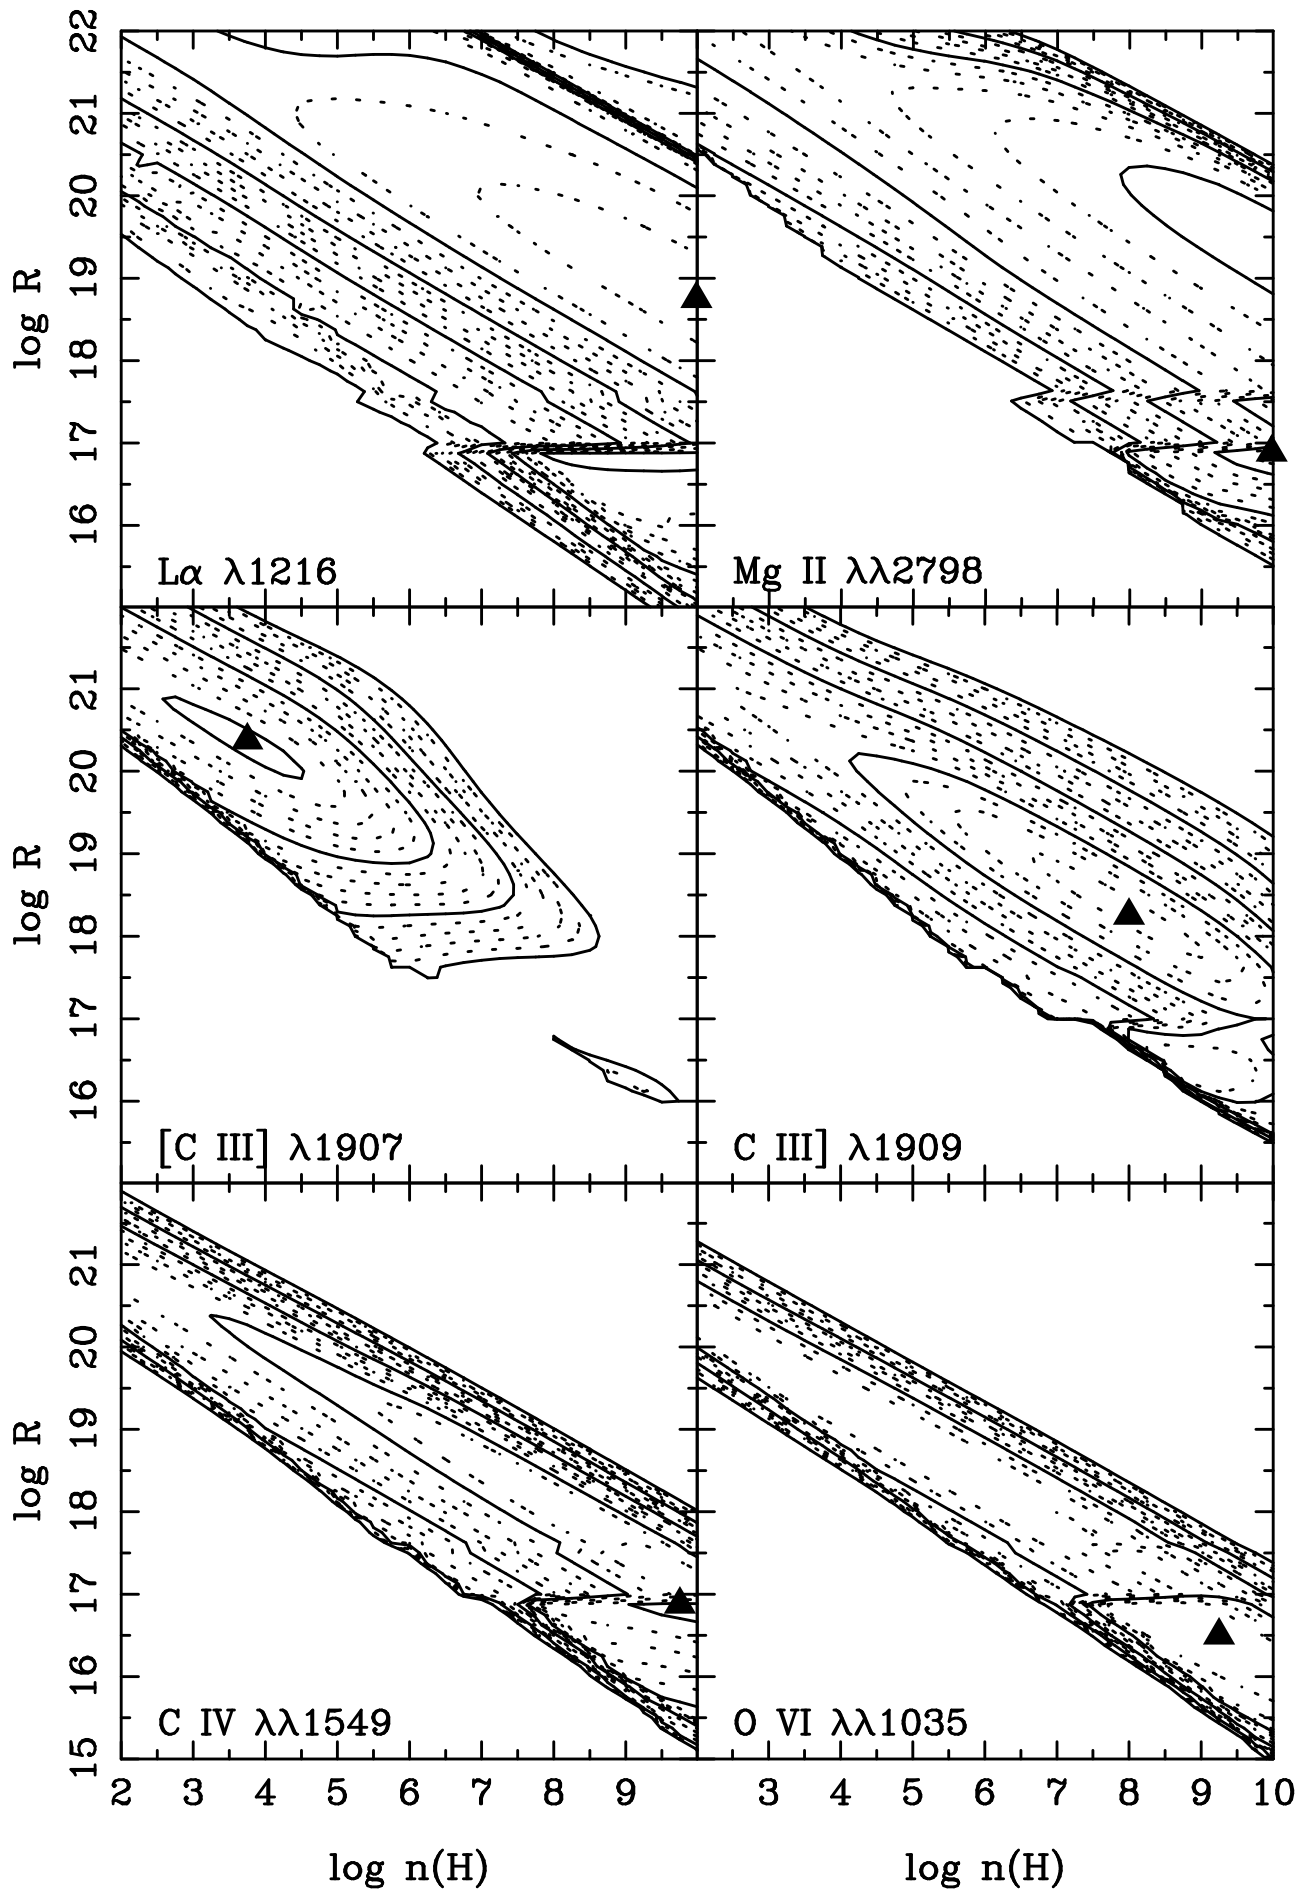 22
21
20
19
18
17
16
log R
Lα λ1216
Mg II λλ2798
21
20
19
18
17
16
log R
[C III] λ1907
C III] λ1909
21
20
19
18
17
16
15
log R
C IV λλ1549
O VI λλ1035
2 3 4 5 6 7 8 9 3 4 5 6 7 8 9 10
log n(H) log n(H)